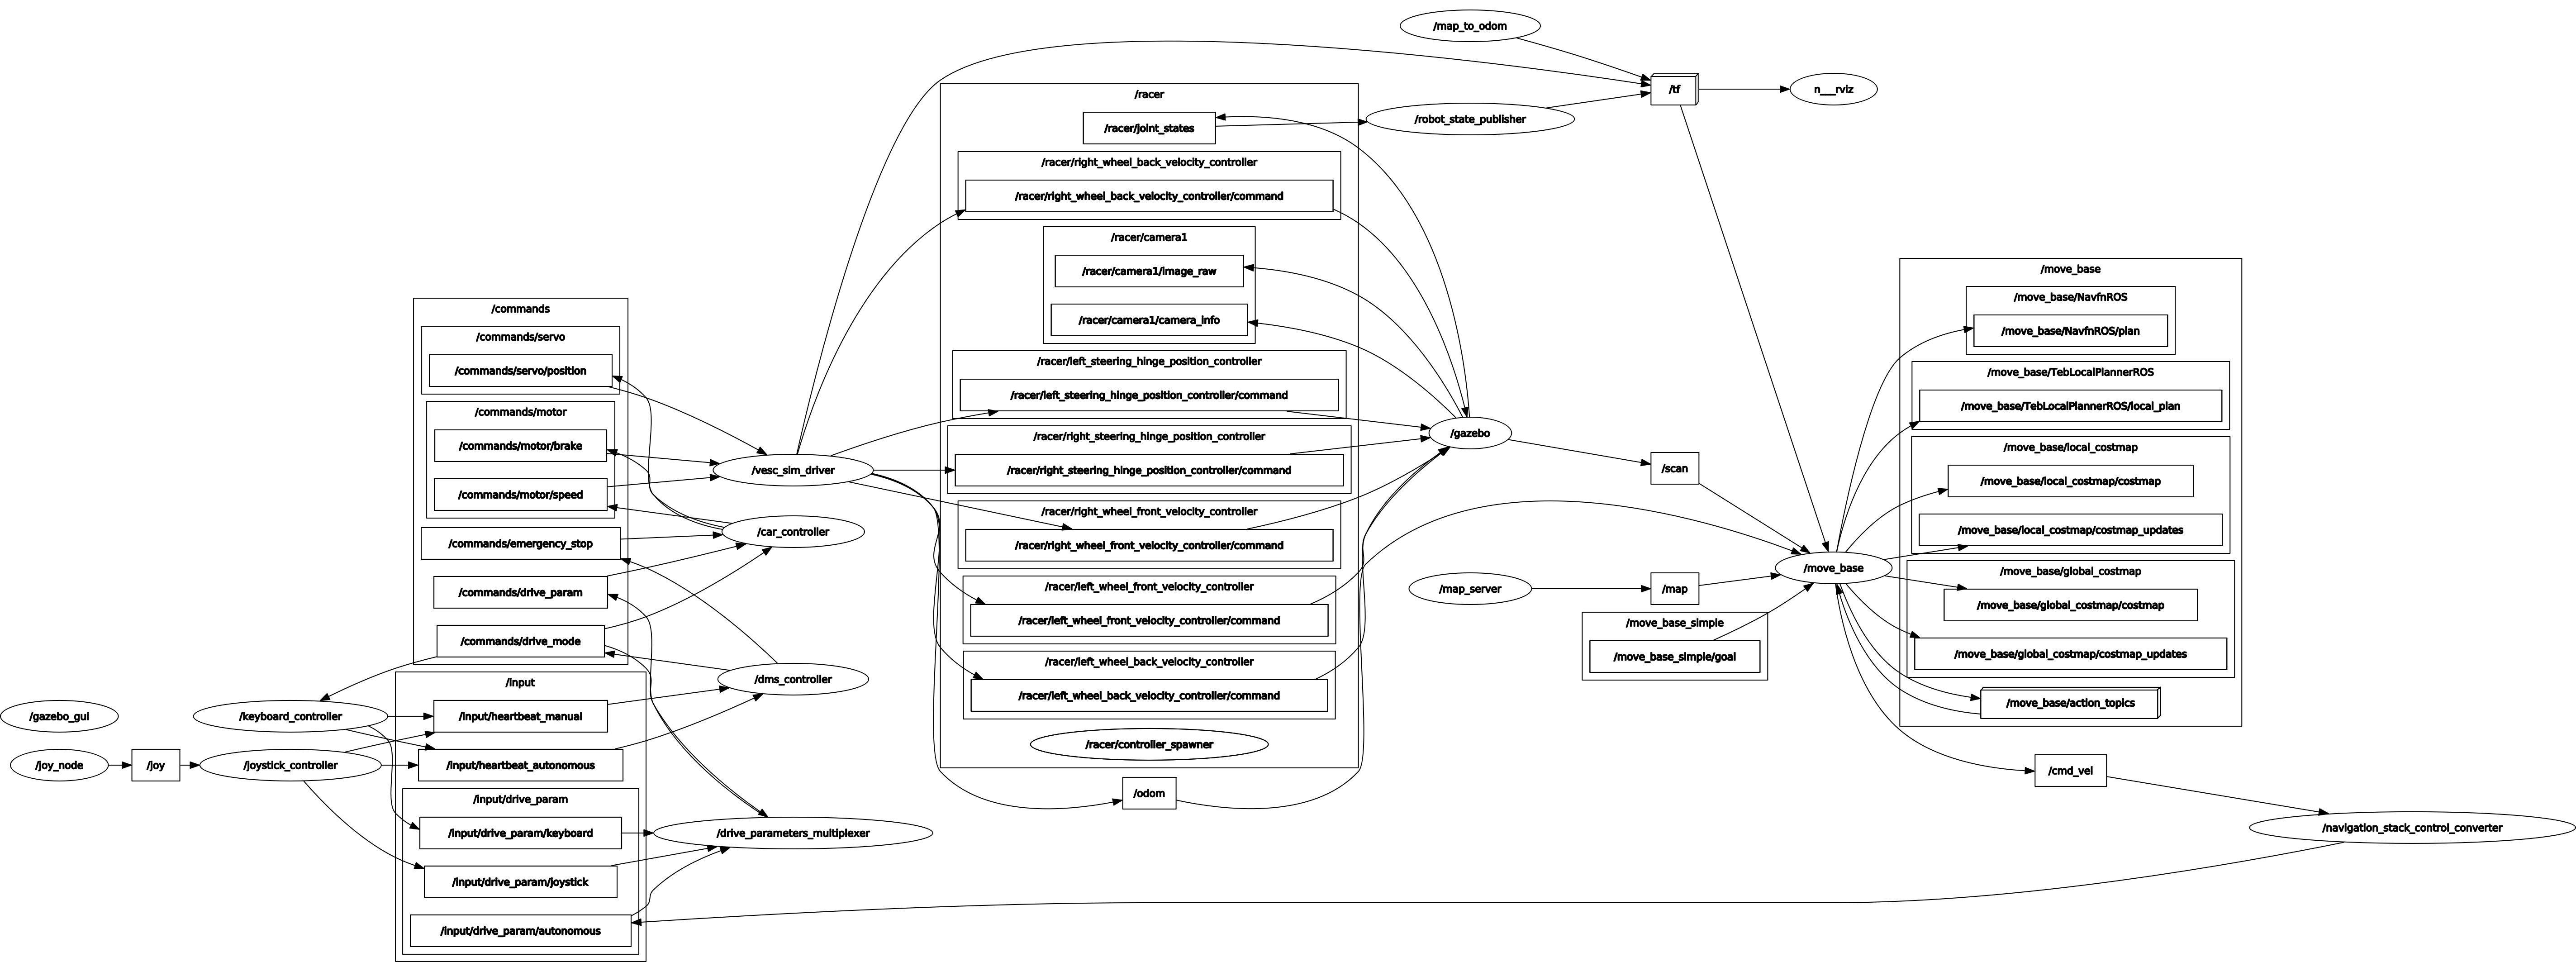 /map_to_odom
/tf
n___rviz
/racer
/racer/joint_states
/robot_state_publisher
/racer/right_wheel_back_velocity_controller
/racer/right_wheel_back_velocity_controller/command
/racer/camera1
/racer/camera1/image_raw
/racer/camera1/camera_info
/racer/left_steering_hinge_position_controller
/racer/left_steering_hinge_position_controller/command
/racer/right_steering_hinge_position_controller
/racer/right_steering_hinge_position_controller/command
/racer/right_wheel_front_velocity_controller
/racer/right_wheel_front_velocity_controller/command
/racer/left_wheel_front_velocity_controller
/racer/left_wheel_front_velocity_controller/command
/racer/left_wheel_back_velocity_controller
/racer/left_wheel_back_velocity_controller/command
/racer/controller_spawner
/odom
/commands
/commands/servo
/commands/servo/position
/commands/motor
/commands/motor/brake
/commands/motor/speed
/commands/emergency_stop
/commands/drive_param
/commands/drive_mode
/vesc_sim_driver
/car_controller
/dms_controller
/input
/input/heartbeat_manual
/input/heartbeat_autonomous
/input/drive_param
/input/drive_param/keyboard
/input/drive_param/joystick
/input/drive_param/autonomous
/drive_parameters_multiplexer
/gazebo_gui
/joy_node
/joy
/keyboard_controller
/joystick_controller
/gazebo
/scan
/map_server
/map
/move_base_simple
/move_base_simple/goal
/move_base
/move_base
/move_base/NavfnROS
/move_base/NavfnROS/plan
/move_base/TebLocalPlannerROS
/move_base/TebLocalPlannerROS/local_plan
/move_base/local_costmap
/move_base/local_costmap/costmap
/move_base/local_costmap/costmap_updates
/move_base/global_costmap
/move_base/global_costmap/costmap
/move_base/global_costmap/costmap_updates
/move_base/action_topics
/cmd_vel
/navigation_stack_control_converter